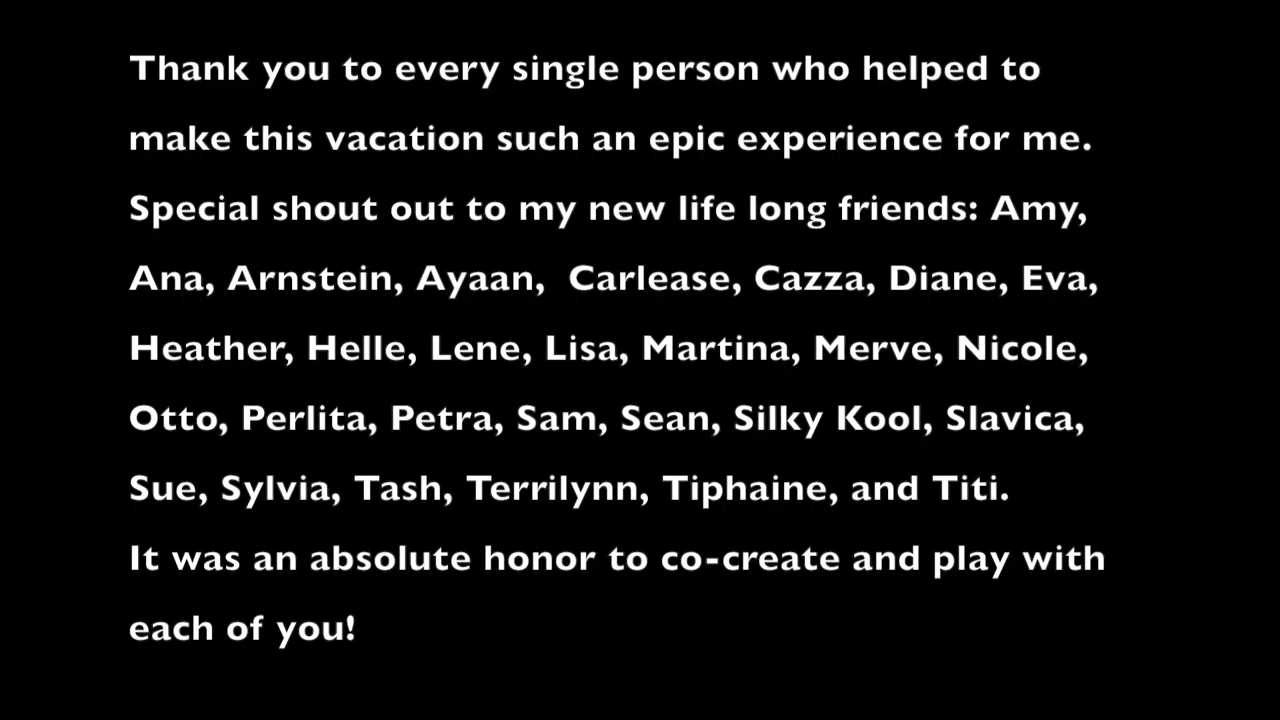 Thank you to every single person who helped to
make this vacation such an epic experience for me.
Special shout out to my new life long friends: Amy,
Ana, Arnstein, Ayaan,  Carlease, Cazza, Diane, Eva,
Heather, Helle, Lene, Lisa, Martina, Merve, Nicole,
Otto, Perlita, Petra, Sam, Sean, Silky Kool, Slavica,
Sue, Sylvia, Tash, Terrilynn, Tiphaine, and Titi.
It was an absolute honor to co-create and play with
each of you!